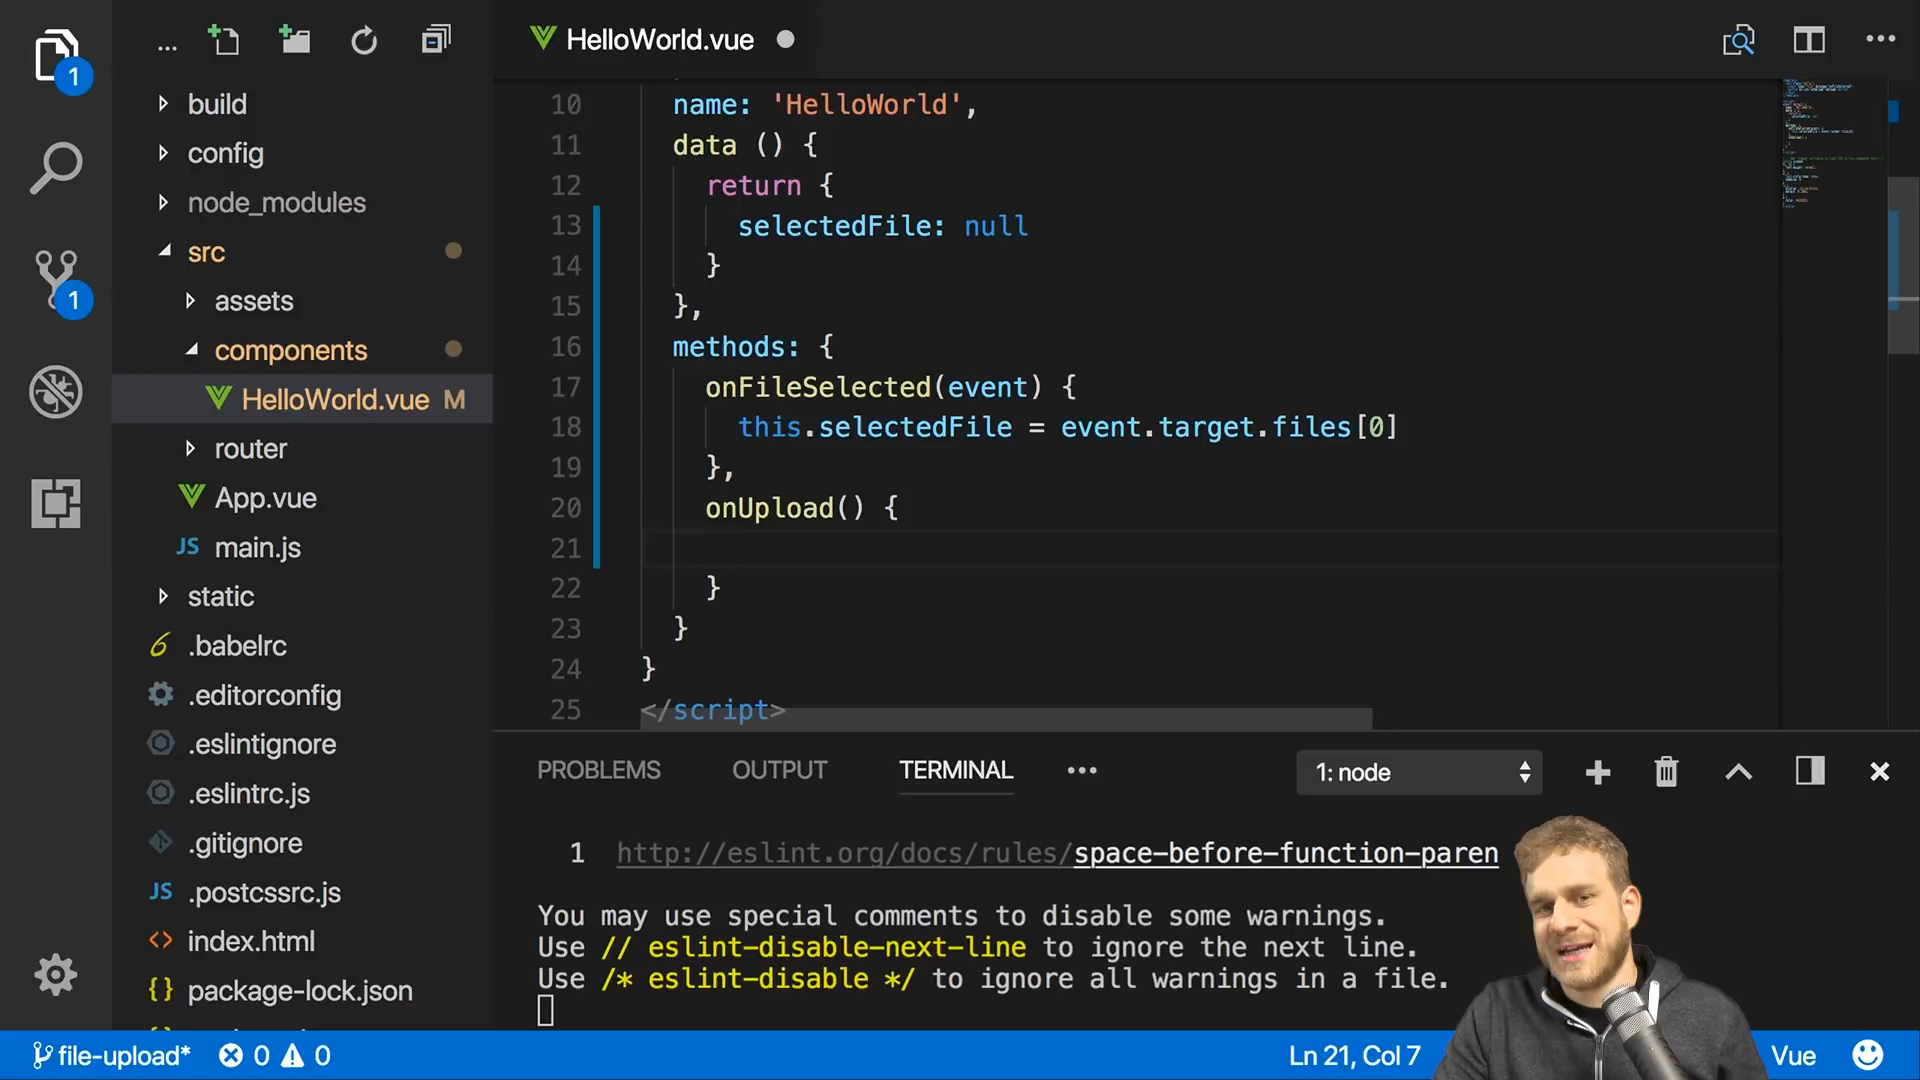 1
1
...
build
config
node_modules
src
assets
components
HelloWorld.vue M
router
App.vue
JS main.js
static
.babelrc
.editorconfig
.eslintignore
.eslintrc.js
.gitignore
JS .postcssrc.js
index.html
{} package-lock.json
HelloWorld.vue
10 name: 'HelloWorld',
11 data () {
12 return {
13 selectedFile: null
14 }
15 },
16 methods: {
17 onFileSelected(event) {
18 this.selectedFile = event.target.files[0]
19 },
20 onUpload() {
21
22 }
23 }
24 }
25 </script>
PROBLEMS OUTPUT TERMINAL ... 1: node
1 http://eslint.org/docs/rules/space-before-function-paren
You may use special comments to disable some warnings.
Use // eslint-disable-next-line to ignore the next line.
Use /* eslint-disable */ to ignore all warnings in a file.
file-upload* 0 0 Ln 21, Col 7 Vue